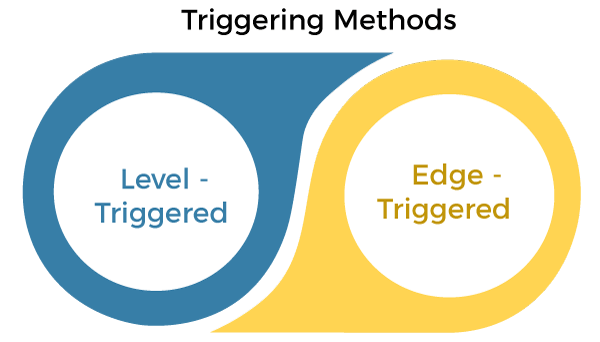 Triggering Methods
Level -
Triggered
Edge -
Triggered